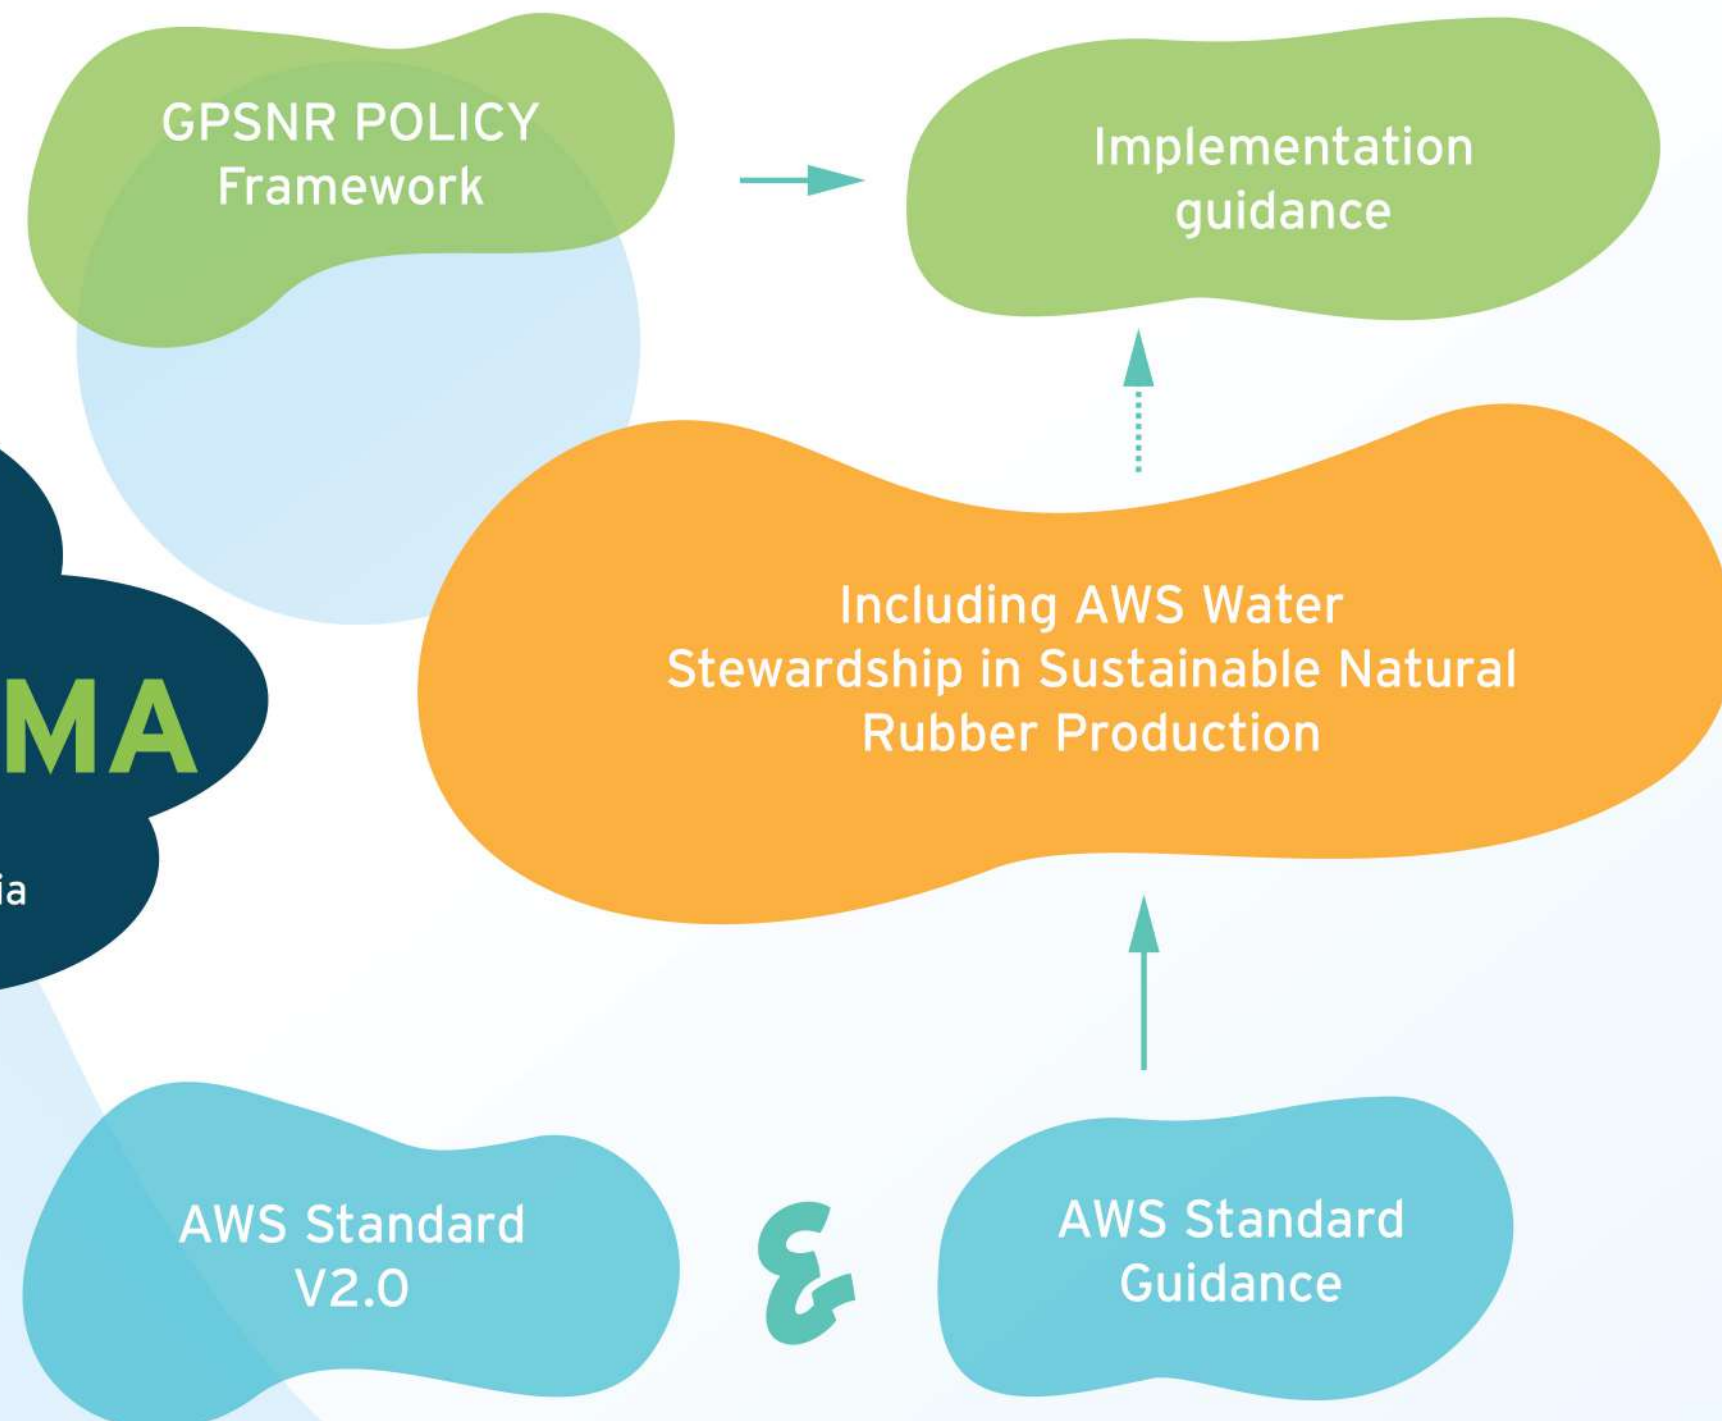 GPSNR POLICY
Framework
Implementation
guidance
Including AWS Water
Stewardship in Sustainable Natural
Rubber Production
MA
ia
AWS Standard
V2.0
&
AWS Standard
Guidance